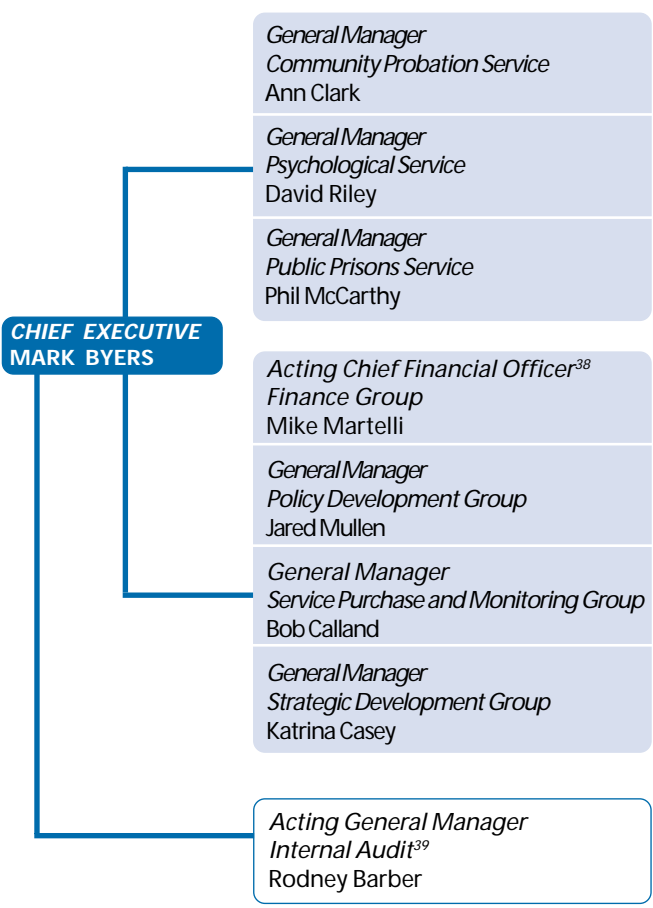 General Manager
Community Probation Service
Ann Clark
General Manager
Psychological Service
David Riley
General Manager
Public Prisons Service
Phil McCarthy
CHIEF EXECUTIVE
MARK BYERS
Acting Chief Financial Officer38
Finance Group
Mike Martelli
General Manager
Policy Development Group
Jared Mullen
General Manager
Service Purchase and Monitoring Group
Bob Calland
General Manager
Strategic Development Group
Katrina Casey
Acting General Manager
Internal Audit39
Rodney Barber